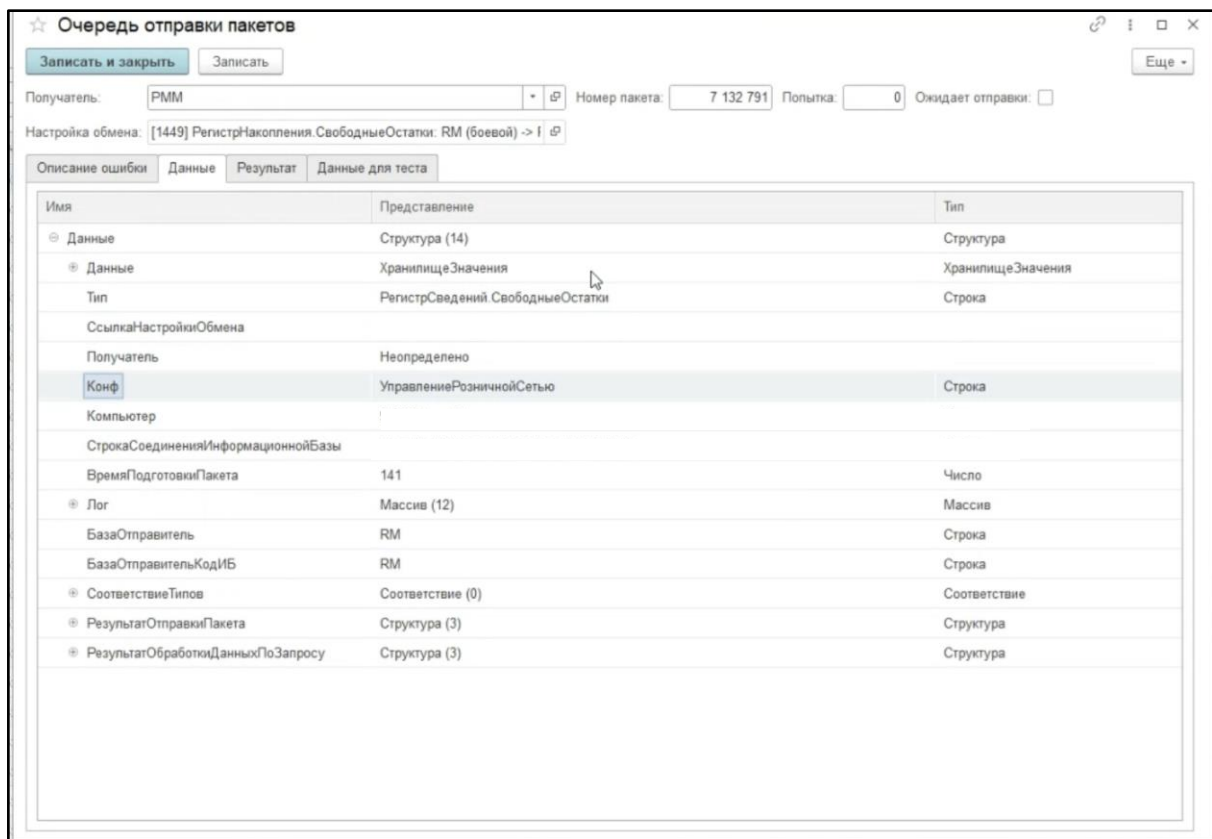 Очередь отправки пакетов
Записать и закрыть Записать Еще
Получатель: РММ Номер пакета: 7 132 791 Попытка: 0 Ожидает отправки:
Настройка обмена: [1449] РегистрНакопления.СвободныеОстатки: RM (боевой) ->
Описание ошибки Данные Результат Данные для теста
Имя Представление Тип
Данные Структура (14) Структура
Данные ХранилищеЗначения ХранилищеЗначения
Тип РегистрСведений.СвободныеОстатки Строка
СсылкаНастройкиОбмена
Получатель Неопределено
Конф УправлениеРозничнойСетью Строка
Компьютер
СтрокаСоединенияИнформационнойБазы
ВремяПодготовкиПакета 141 Число
Лог Массив (12) Массив
БазаОтправитель RM Строка
БазаОтправительКодИБ RM Строка
СоответствиеТипов Соответствие (0) Соответствие
РезультатОтправкиПакета Структура (3) Структура
РезультатОбработкиДанныхПоЗапросу Структура (3) Структура